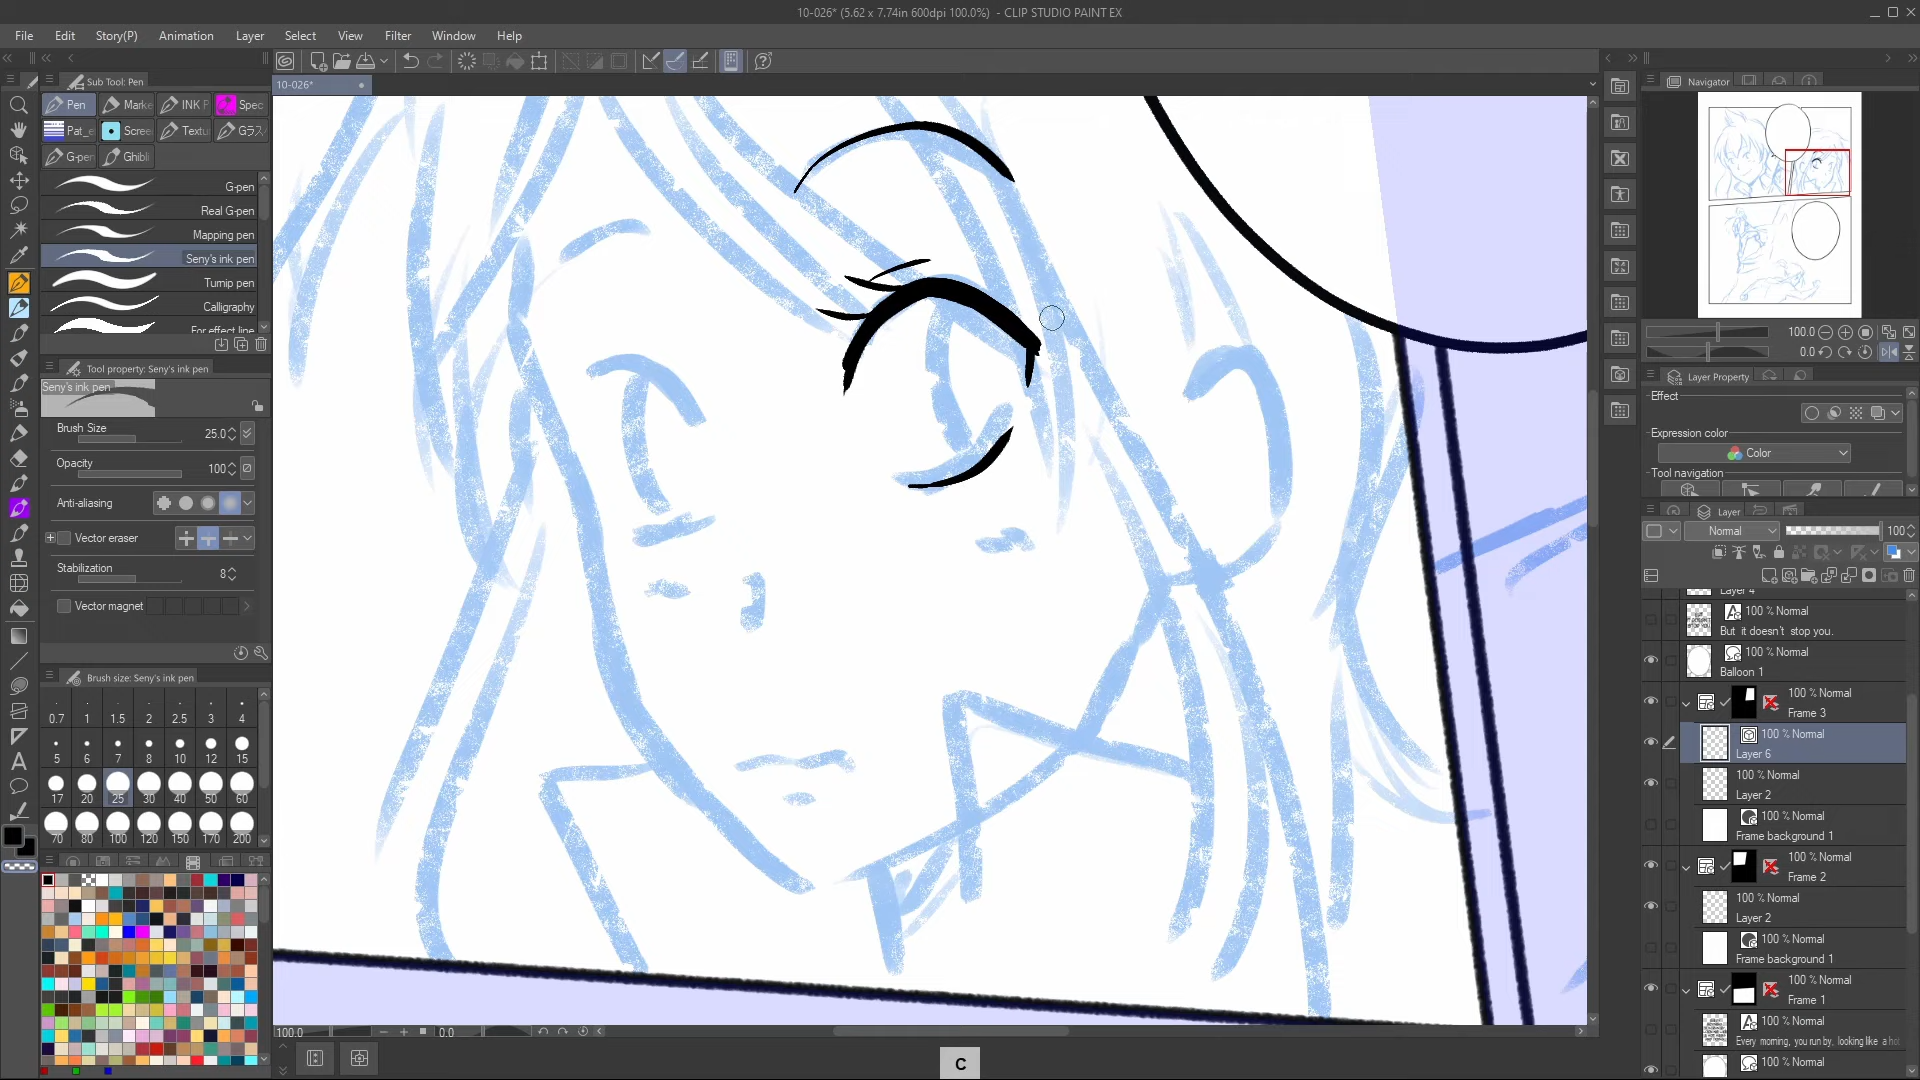 10-026* (5.62 x 7.74in 600dpi 100.0%) - CLIP STUDIO PAINT EX
File Edit Story(P) Animation Layer Select View Filter Window Help
Sub Tool: Pen
10-026*
Navigator
Pen Marke INK P Spec
Pat_e Scree Textu
G-pen Ghibli
G-pen
Real G-pen
Mapping pen
Seny's ink pen
Turnip pen
Calligraphy
For effect line
Tool property: Seny's ink pen
Seny's ink pen
Brush Size 25.0
Opacity 100
Anti-aliasing
Vector eraser
Stabilization 8
Vector magnet
Brush size: Seny's ink pen
0.7 1 1.5 2 2.5 3 4
5 6 7 8 10 12 15
17 20 25 30 40 50 60
70 80 100 120 150 170 200
100.0 0.0
C
100.0
0.0
Layer Property
Effect
Expression color
Color
Tool navigation
Layer
Normal 100
Layer 4
100 % Normal
But it doesn't stop you.
100 % Normal
Balloon 1
100 % Normal
Frame 3
100 % Normal
Layer 6
100 % Normal
Layer 2
100 % Normal
Frame background 1
100 % Normal
Frame 2
100 % Normal
Layer 2
100 % Normal
Frame background 1
100 % Normal
Frame 1
100 % Normal
Every morning, you run by, looking like a ho
100 % Normal